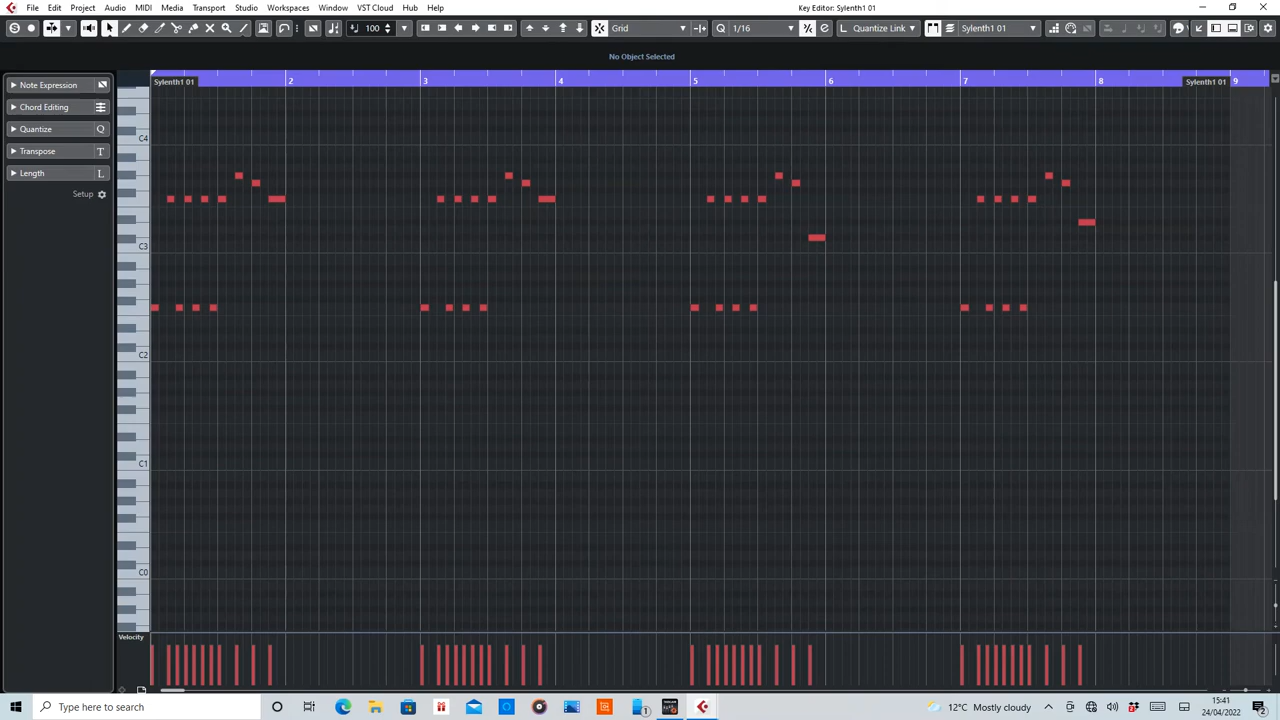 File Edit Project Audio MIDI Media Transport Studio Workspaces Window VST Cloud Hub Help
Key Editor: Sylenth1 01
100 Grid 1/16 Quantize Link Sylenth1 01
No Object Selected
2 3 4 5 6 7 8 9
Sylenth1 01 Sylenth1 01
Note Expression
Chord Editing
Quantize Q
Transpose T
Length L
Setup
C4
C3
C2
C1
C0
Velocity
Type here to search
12°C Mostly cloudy
15:41
24/04/2022
2